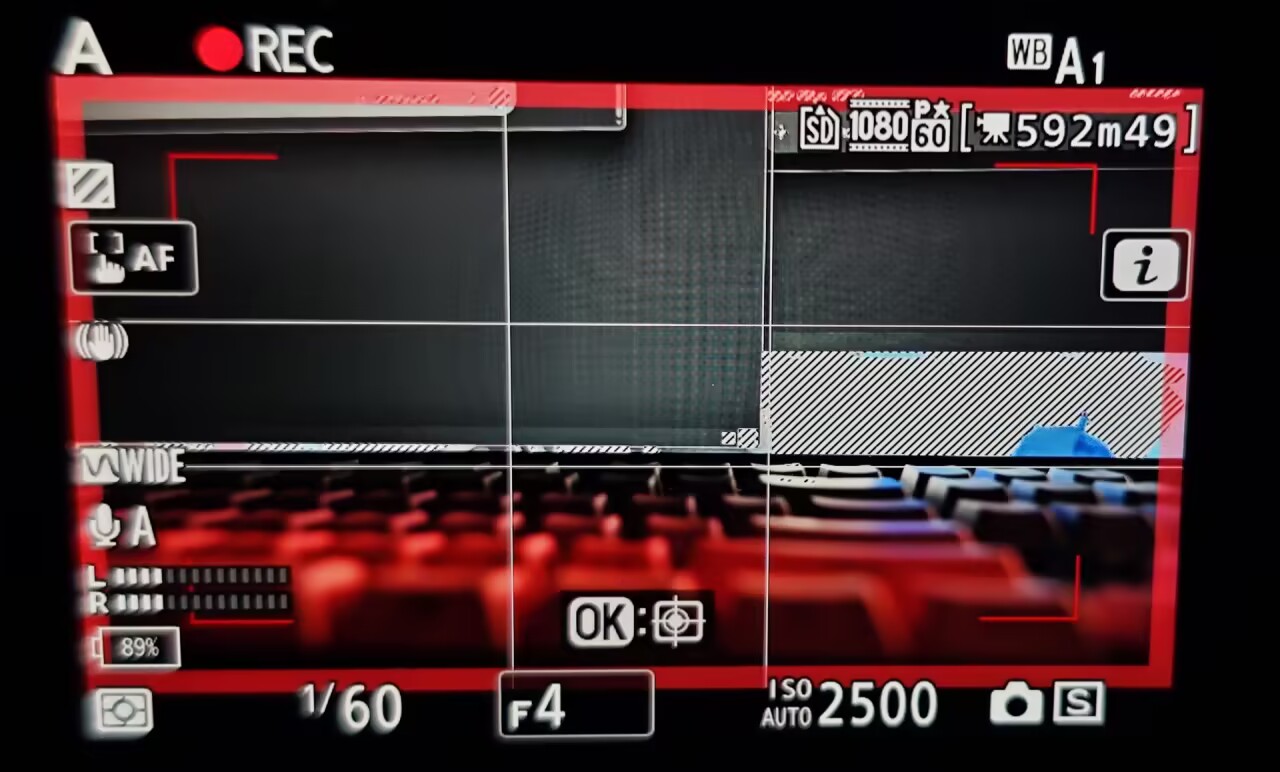 A REC WB A1
SD 1080 P★ 60 [592m49]
AF
i
WIDE
A
L
R
OK:
89%
1/60 F4 ISO AUTO 2500 S